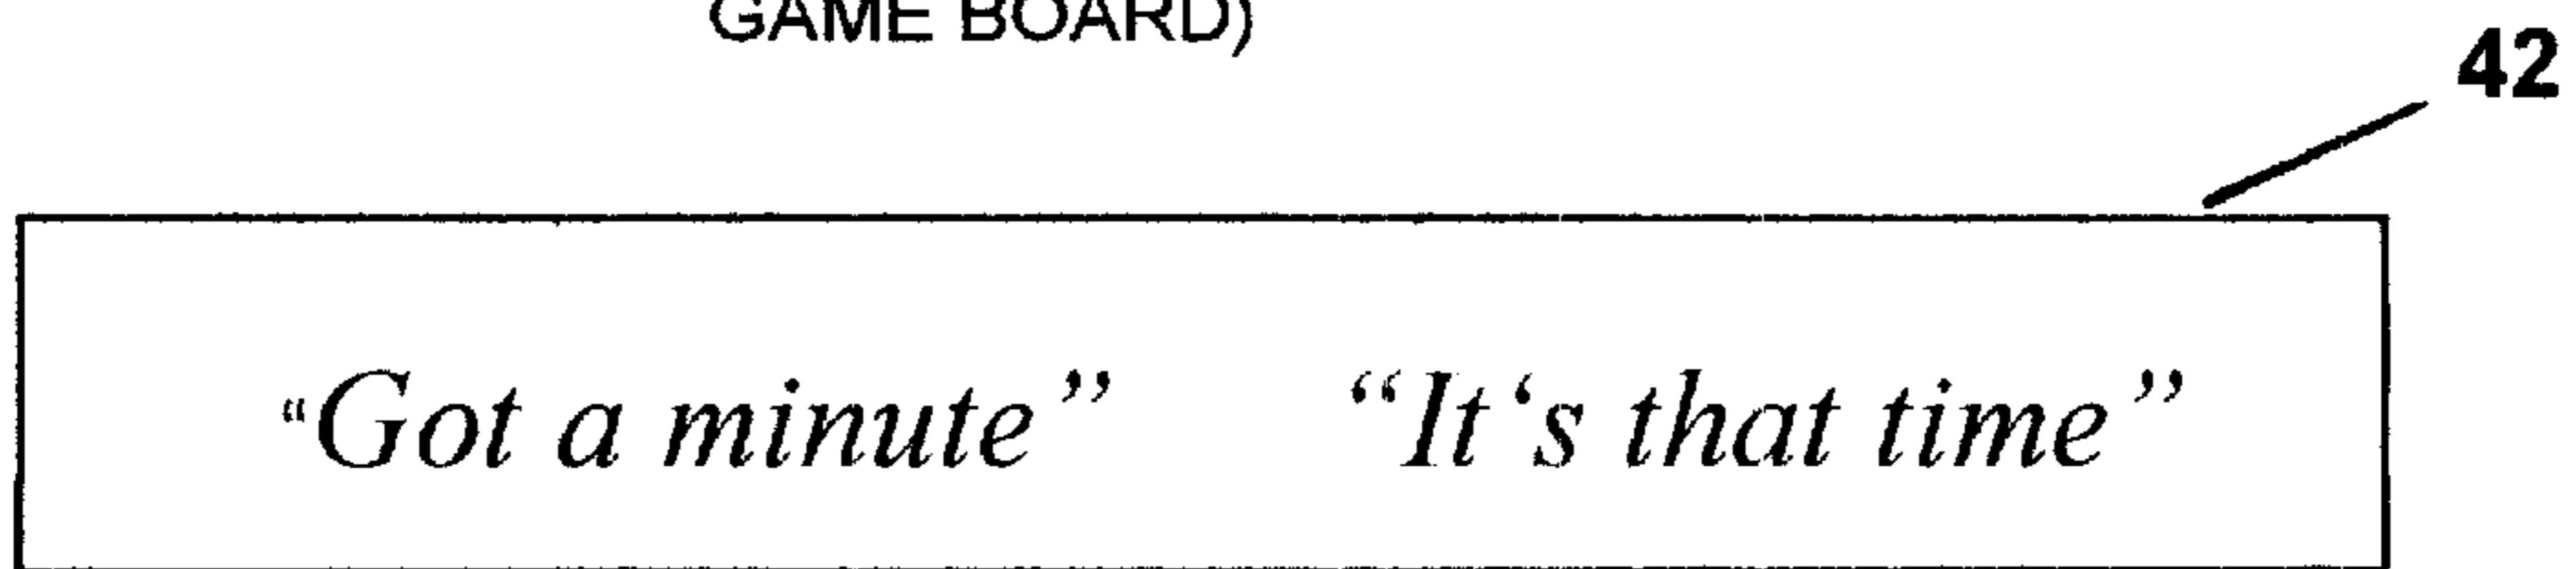 GAME BOARD)
42
“Got a minute” “It‘s that time”